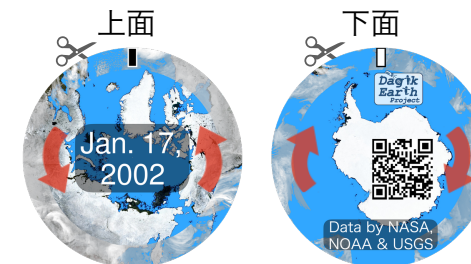 上面
下面
Jan. 17,
2002
Dagik
Earth
Project
Data by NASA,
NOAA & USGS